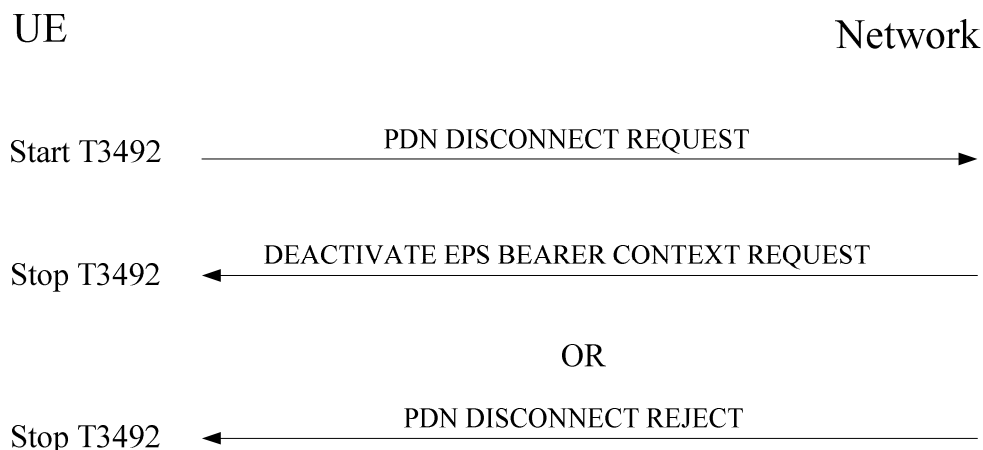 UE
Network
Start T3492
PDN DISCONNECT REQUEST
DEACTIVATE EPS BEARER CONTEXT REQUEST
Stop T3492
OR
PDN DISCONNECT REJECT
Stop T3492